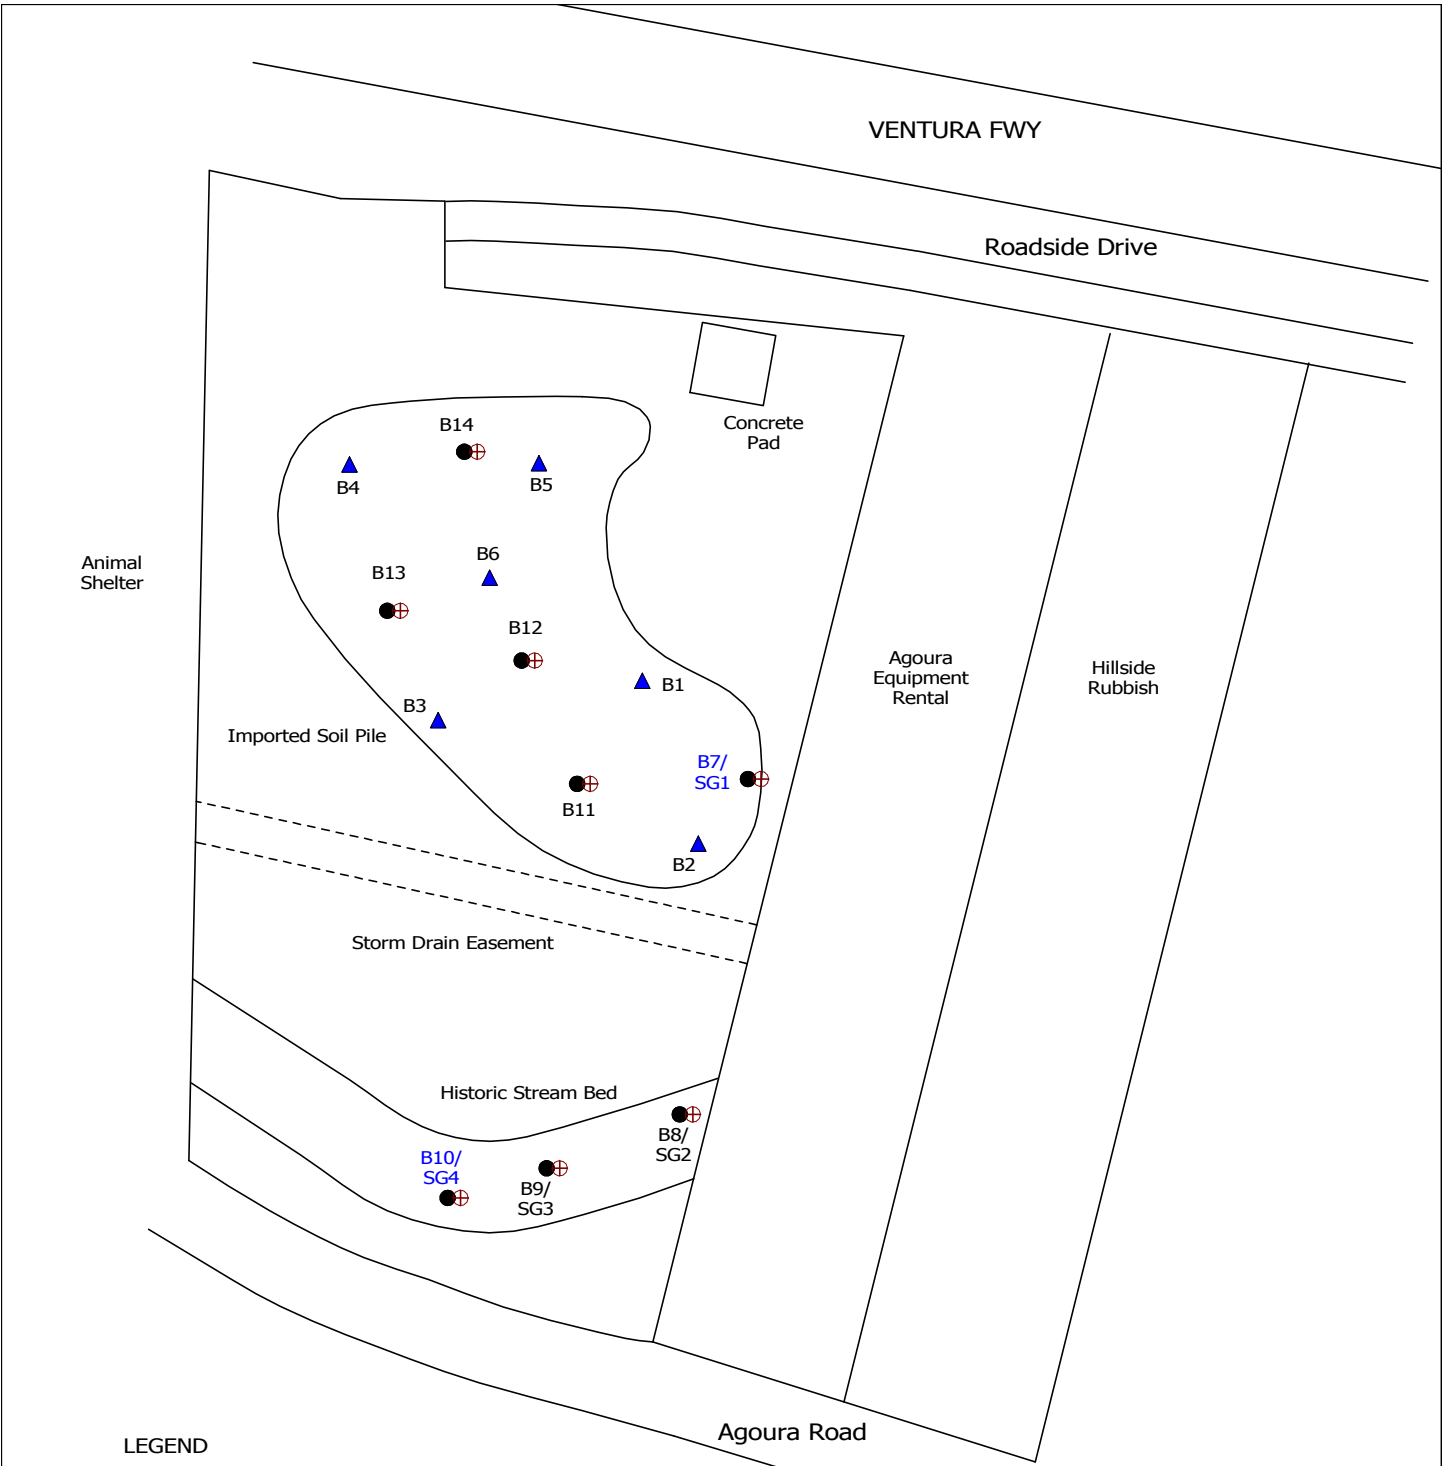 VENTURA FWY
Roadside Drive
Concrete
Pad
B14
B4
B5
B6
Animal
Shelter
B13
B12
Agoura
Equipment
Rental
Hillside
Rubbish
B1
B3
Imported Soil Pile
B7/
SG1
B11
B2
Storm Drain Easement
Historic Stream Bed
B8/
SG2
B10/
SG4
B9/
SG3
Agoura Road
LEGEND